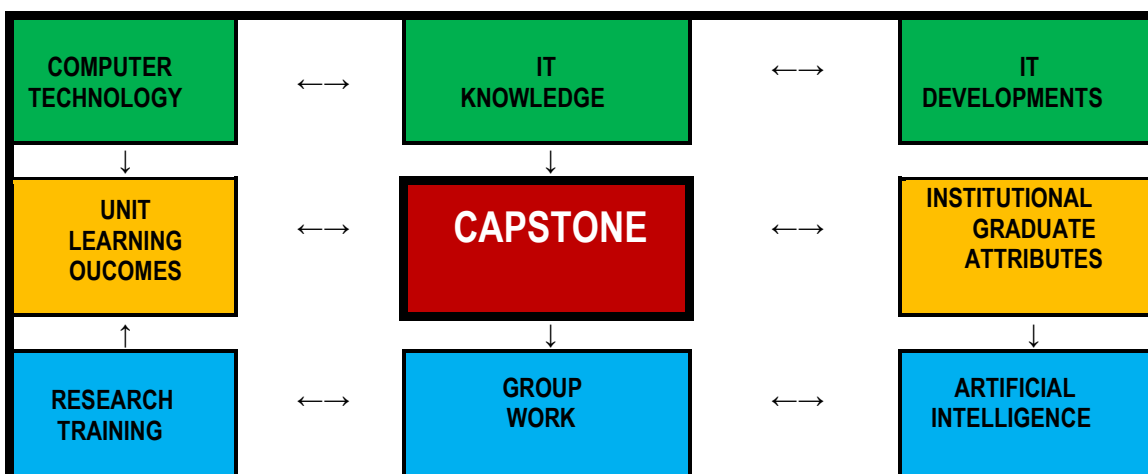 COMPUTER
TECHNOLOGY
←→
IT
KNOWLEDGE
←→
IT
DEVELOPMENTS
↓
↓
UNIT
LEARNING
OUCOMES
←→
CAPSTONE
←→
INSTITUTIONAL
GRADUATE
ATTRIBUTES
↑
↓
↓
RESEARCH
TRAINING
←→
GROUP
WORK
←→
ARTIFICIAL
INTELLIGENCE